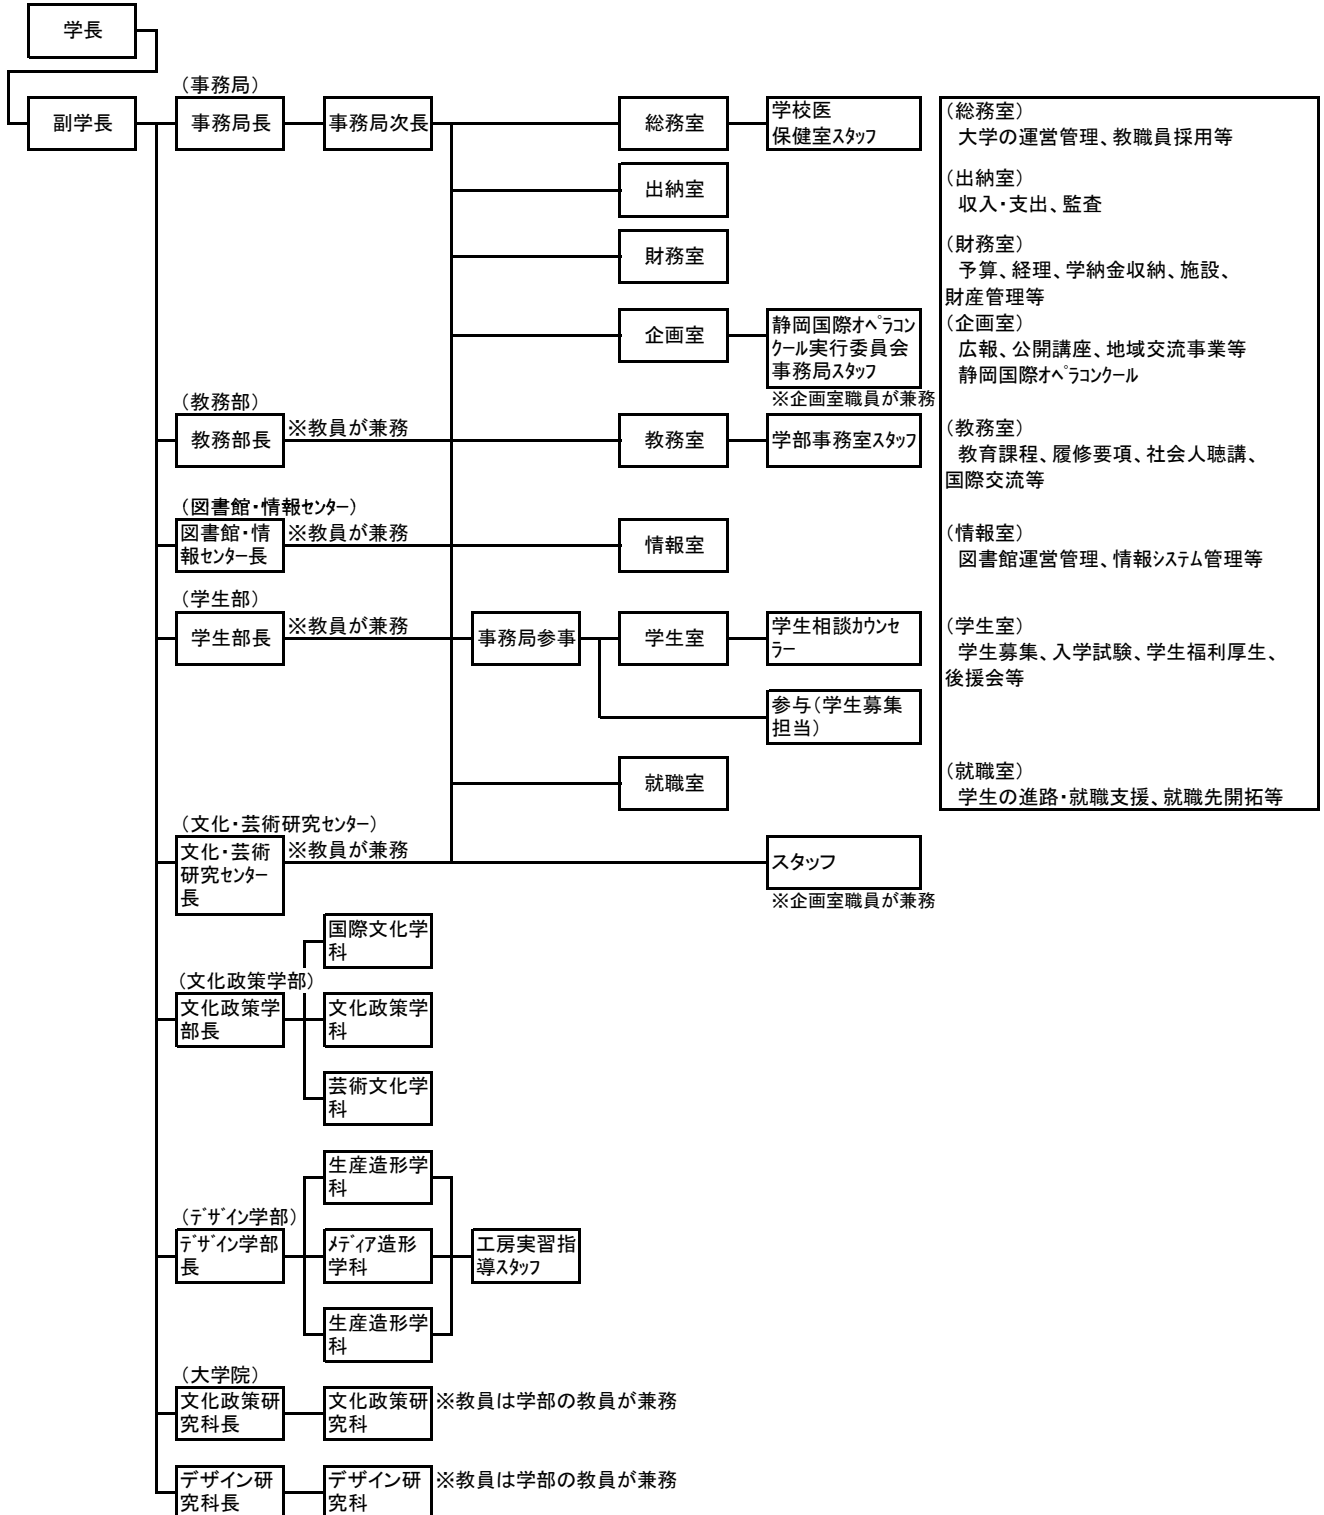 学長
（事務局）
副学長
事務局長
事務局次長
総務室
学校医
保健室スタッフ
（総務室）
大学の運営管理、教職員採用等
出納室
（出納室）
収入・支出、監査
財務室
（財務室）
予算、経理、学納金収納、施設、
財産管理等
企画室
静岡国際ｵﾍﾟﾗｺﾝ
ｸｰﾙ実行委員会
事務局ｽﾀｯﾌ
※企画室職員が兼務
（企画室）
広報、公開講座、地域交流事業等
静岡国際ｵﾍﾟﾗｺﾝｸｰﾙ
（教務部）
教務部長
※教員が兼務
教務室
学部事務室ｽﾀｯﾌ
（教務室）
教育課程、履修要項、社会人聴講、
国際交流等
（図書館・情報ｾﾝﾀｰ）
図書館・情
報ｾﾝﾀｰ長
※教員が兼務
情報室
（情報室）
図書館運営管理、情報ｼｽﾃﾑ管理等
（学生部）
学生部長
※教員が兼務
事務局参事
学生室
学生相談ｶｳﾝｾ
ﾗｰ
（学生室）
学生募集、入学試験、学生福利厚生、
後援会等
参与（学生募集
担当）
就職室
（就職室）
学生の進路・就職支援、就職先開拓等
（文化・芸術研究ｾﾝﾀｰ）
文化・芸術
研究ｾﾝﾀｰ
長
※教員が兼務
スタッフ
※企画室職員が兼務
国際文化学
科
（文化政策学部）
文化政策学
部長
文化政策学
科
芸術文化学
科
生産造形学
科
（ﾃﾞｻﾞｲﾝ学部）
ﾃﾞｻﾞｲﾝ学部
長
ﾒﾃﾞｨｱ造形
学科
工房実習指
導ｽﾀｯﾌ
生産造形学
科
（大学院）
文化政策研
究科長
文化政策研
究科
※教員は学部の教員が兼務
デザイン研
究科長
デザイン研
究科
※教員は学部の教員が兼務